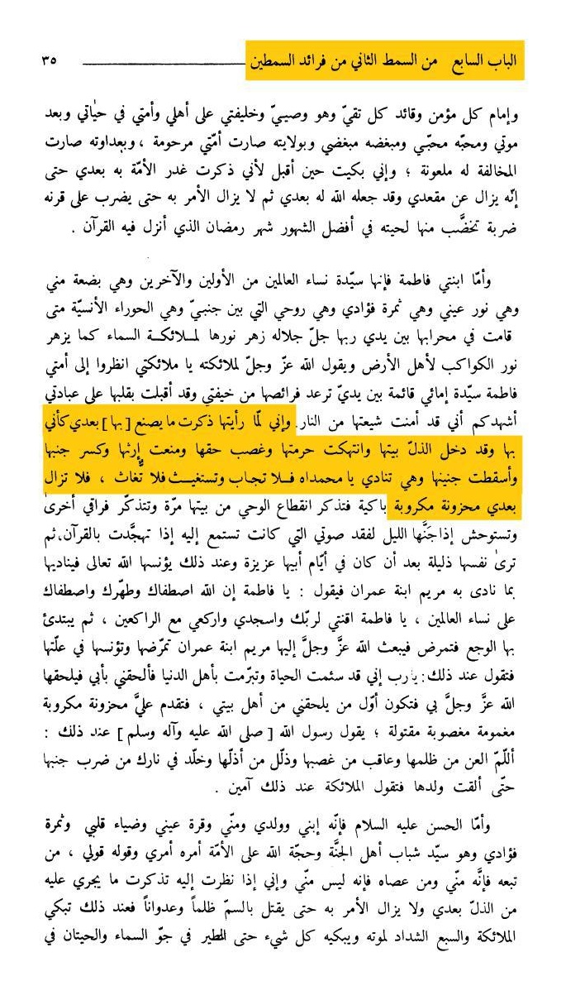 الباب السابع من السمط الثاني من فرائد السمطين ٣٥
وإمام كل مؤمن وقائد كل تقيّ وهو وصيـيّ وخليفتي على أهلي وأمتي في حيٰاتي وبعد
موتي ومحبّه محبّـي ومبغضه مبغضي وبولايته صارت أمّتي مرحومة ، وبعداوته صارت
المخالفة له ملعونة ؛ وإني بكيت حين أقبل لأني ذكرت غدر الأمّة به بعدي حتى
إنّه يزال عن مقعدي وقد جعله الله له بعدي ثم لا يزال الأمر به حتى يضرب على قرنه
ضربة تخضَّب منها لحيته في أفضل الشهور شهر رمضان الذي أنزل فيه القرآن .
وأمّا ابنتي فاطمة فإنها سيّدة نساء العالمين من الأولين والآخرين وهي بضعة مني
وهي نور عيني وهي ثمرة فؤادي وهي روحي التي بين جنبـيّ وهي الحوراء الأنسيّة متى
قامت في محرابها بين يدي ربها جلّ جلاله زهر نورها لمـلائكـة السماء كما يزهر
نور الكواكب لأهل الأرض ويقول الله عزّ وجلّ لملائكته يا ملائكتي انظروا إلى أمتي
فاطمة سيّدة إمائي قائمة بين يديّ ترعد فرائصها من خيفتي وقد أقبلت بقلبها على عبادتي
أشهدكم أني قد أمنت شيعتها من النار. وإني لمّا رأيتها ذكرت ما يصنع [ بها ] بعدي كأني
بها وقد دخل الذلّ بيتها وانتهكت حرمتها وغصب حقها ومنعت إرثها وكسر جنبها
وأسقطت جنينها وهي تنادي يا محمداه فـلا تجـاب وتستغيـث فلا تُغاث ، فلا تزال
بعدي محزونة مكروبة باكية فتذكر انقطاع الوحي من بيتها مرّة وتتذكّر فراقي أخرىٰ
وتستوحش إذا جَنَّها الليل لفقد صوتي التي كانت تستمع إليه إذا تهجَّدت بالقرآن، ثم
ترىٰ نفسها ذليلة بعد أن كان في أيّام أبيها عزيزة وعند ذلك يؤنسها الله تعالى فيناديها
بما نادى به مريم ابنة عمران فيقول : يا فاطمة إن الله اصطفاك وطهّرك واصطفاك
على نساء العالمين ، يا فاطمة اقنتي لربّك واسجدي واركعي مع الراكعين ، ثم يبتدئ
بها الوجع فتمرض فيبعث الله عزَّ وجلَّ إليها مريم ابنة عمران تمرّضها وتؤنسها في علّتها
فتقول عند ذلك: يا رب إني قد سئمت الحياة وتبرّمت بأهل الدنيا فألحقني بأبي فيلحقها
الله عزَّ وجلَّ بي فتكون أوّل من يلحقني من أهل بيتي ، فتقدم عليَّ محزونة مكروبة
مغمومة مغصوبة مقتولة ؛ يقول رسول الله [ صلى الله عليه وآله وسلم ] عند ذلك :
أللّهمّ العن من ظلمها وعاقب من غصبها وذلّل من أذلّها وخلّد في نارك من ضرب جنبها
حتّى ألقت ولدها فتقول الملائكة عند ذلك آمين .
وأمّا الحسن عليه السلام فإنّه إبني وولدي ومنّي وقرة عيني وضياء قلبي وثمرة
فؤادي وهو سيّد شباب أهل الجنَّة وحجّة الله على الأمّة أمره أمري وقوله قولي ، من
تبعه فإنَّه منّي ومن عصاه فإنه ليس منّي وإني إذا نظرت إليه تذكرت ما يجري عليه
من الذلّ بعدي ولا يزال الأمر به حتى يقتل بالسمّ ظلماً وعدواناً فعند ذلك تبكي
الملائكة والسبع الشداد لموته ويبكيه كل شيء حتى الطير في جوّ السماء والحيتان في